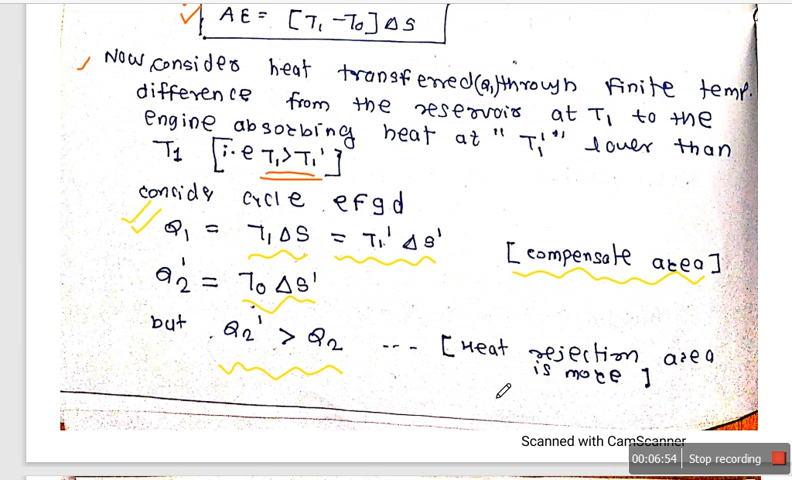 AE = [T1 - T0] ΔS
Now consider heat transferred (Q1) through finite temp.
difference from the reservoir at T1 to the
engine absorbing heat at "T1'" lower than
T1 [i.e T1 > T1']
conside cycle efgd
Q1 = T1 ΔS = T1' ΔS' [compensate area]
Q2' = T0 ΔS'
but Q2' > Q2 --- [Heat rejection area
is more]
Scanned with CamScanner
00:06:54 Stop recording